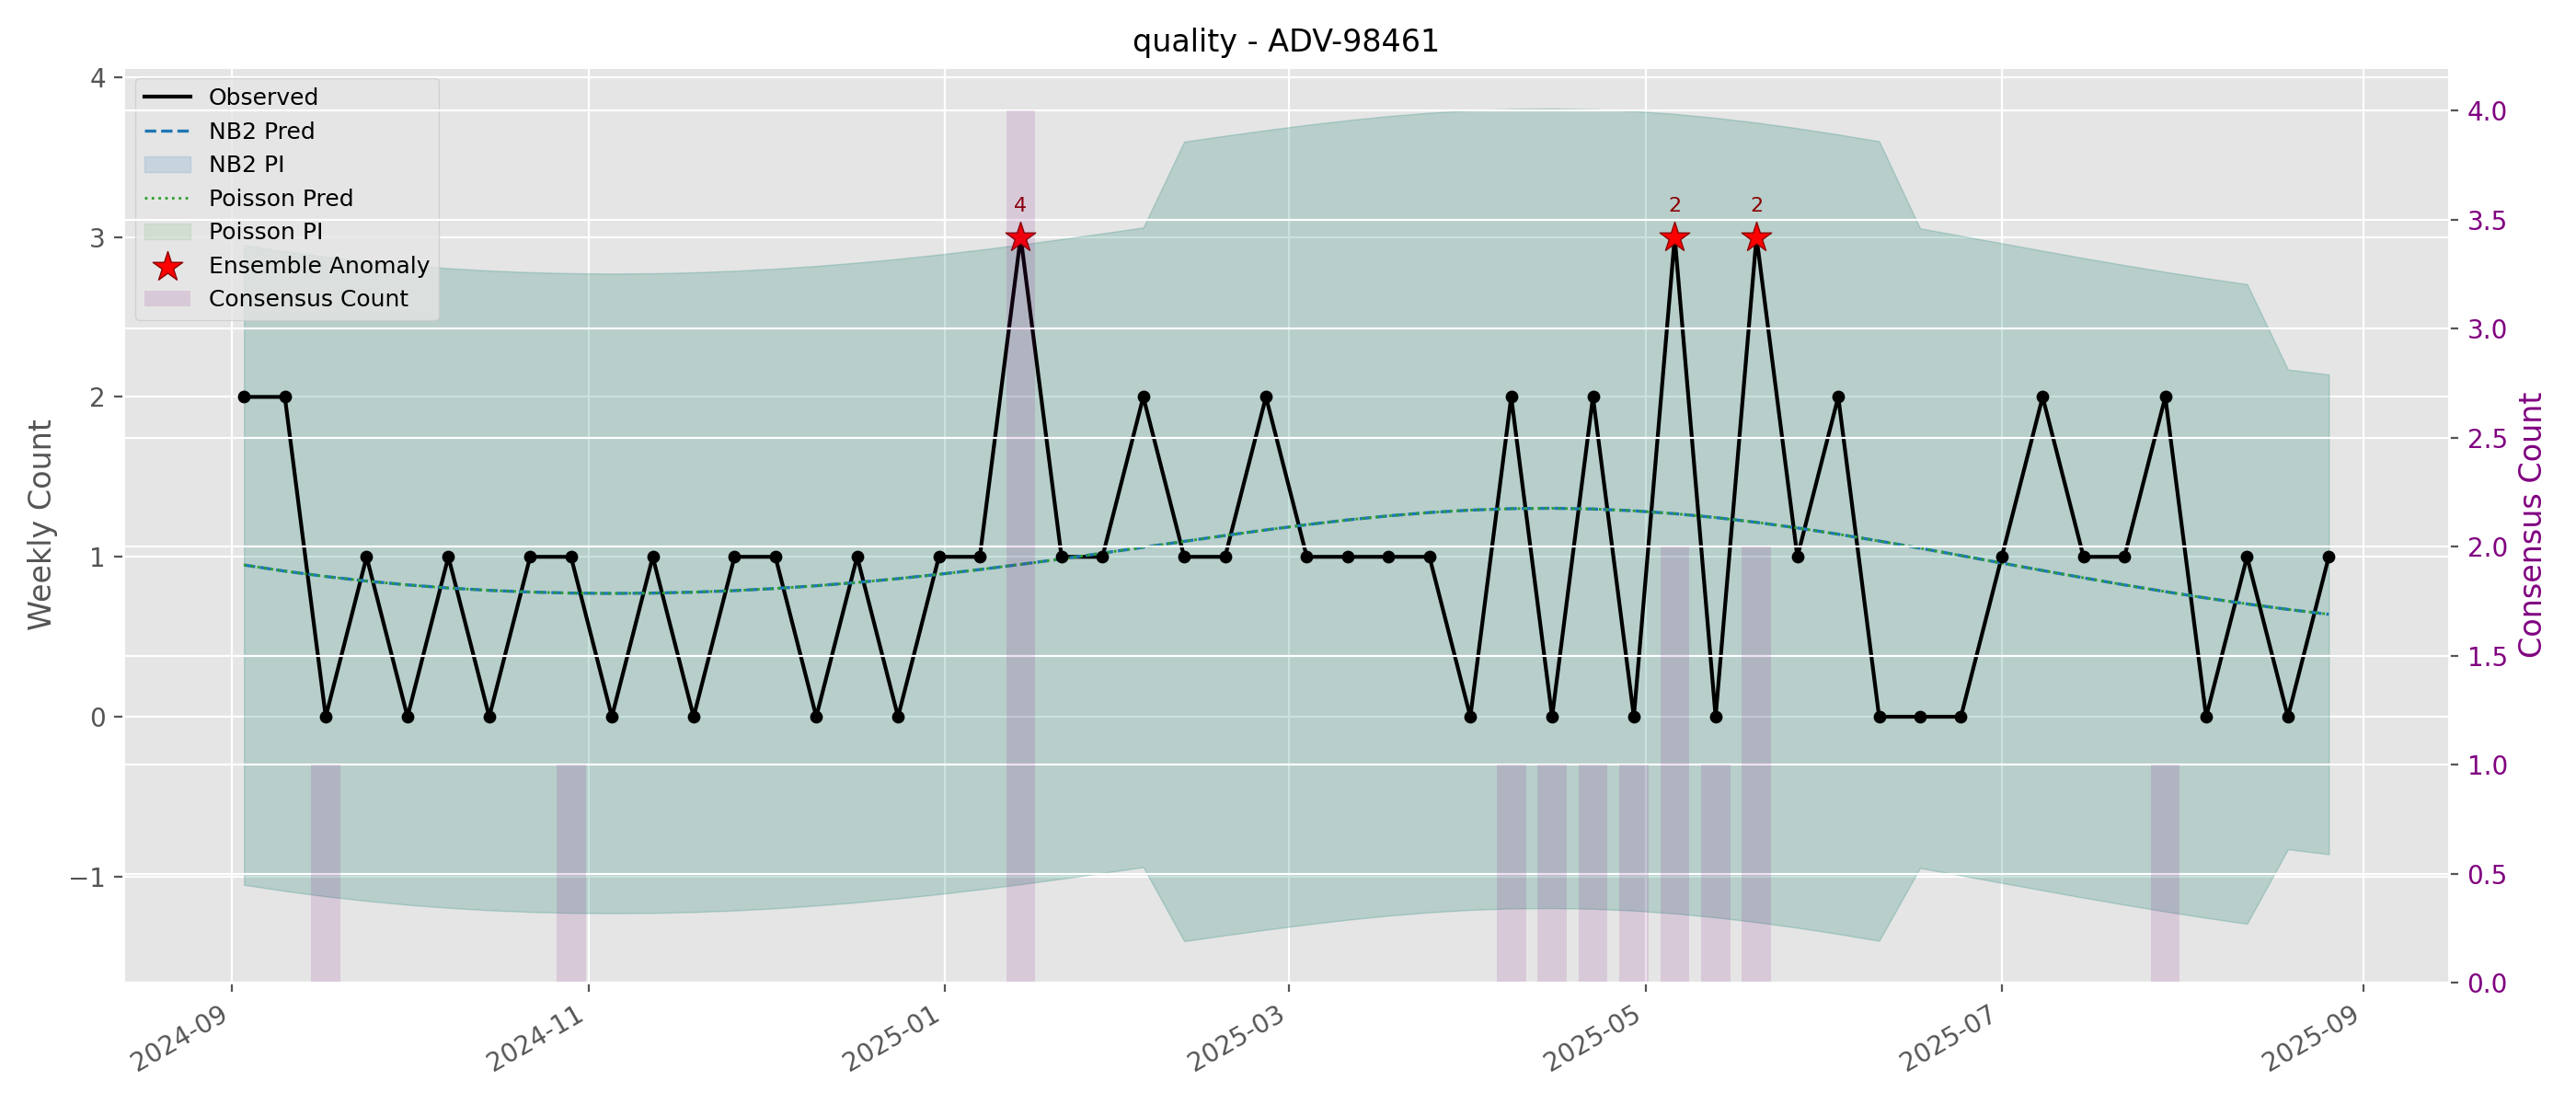 quality - ADV-98461
Observed
NB2 Pred
NB2 PI
Poisson Pred
Poisson PI
Ensemble Anomaly
Consensus Count
Weekly Count
4
3
2
1
0
−1
4
2
2
4.0
3.5
3.0
2.5
2.0
1.5
1.0
0.5
0.0
Consensus Count
2024-09
2024-11
2025-01
2025-03
2025-05
2025-07
2025-09